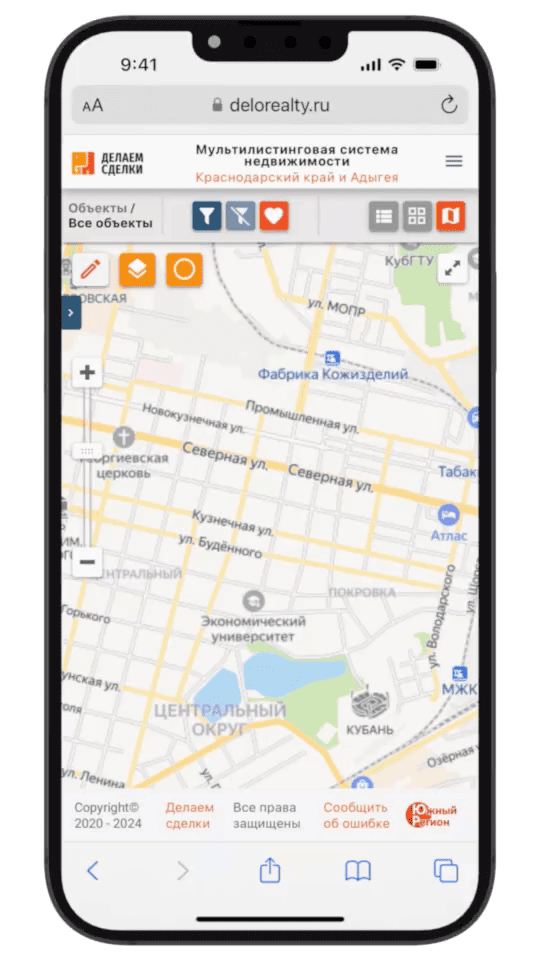 9:41
AA
delorealty.ru
ДЕЛАЕМ
СДЕЛКИ
Мультилистинговая система
недвижимости
Краснодарский край и Адыгея
Объекты /
Все объекты
КубГТУ
ОВСКАЯ
ул. МОПР
Фабрика Кожизделий
Новокузнечная ул.
Промышленная ул.
оргиевская
церковь
Северная ул.
Северная ул.
Табак
Кузнечная ул.
Атлас
ул. Будённого
НТРАЛЬНЫЙ
ПОКРОВКА
ул. Володарского
Горького
Экономический
университет
нская ул.
МЖК
ЦЕНТРАЛЬНЫЙ
ОКРУГ
КУБАНЬ
Озёрная
ул. Ленина
Copyright©
2020 - 2024
Делаем
сделки
Все права
защищены
Сообщить
об ошибке
Южный
Регион